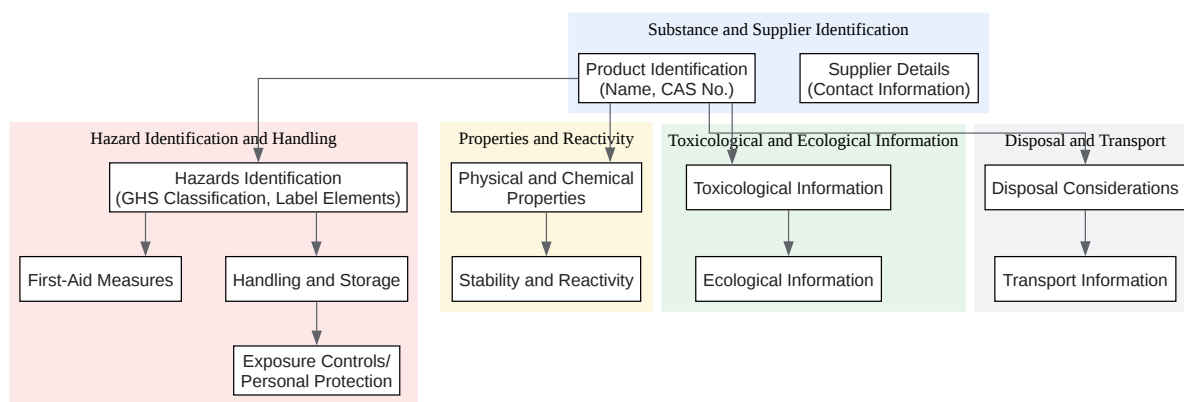 Substance and Supplier Identification
Product Identification
(Name, CAS No.)
Supplier Details
(Contact Information)
Hazard Identification and Handling
Hazards Identification
(GHS Classification, Label Elements)
First-Aid Measures
Handling and Storage
Exposure Controls/
Personal Protection
Properties and Reactivity
Physical and Chemical
Properties
Stability and Reactivity
Toxicological and Ecological Information
Toxicological Information
Ecological Information
Disposal and Transport
Disposal Considerations
Transport Information